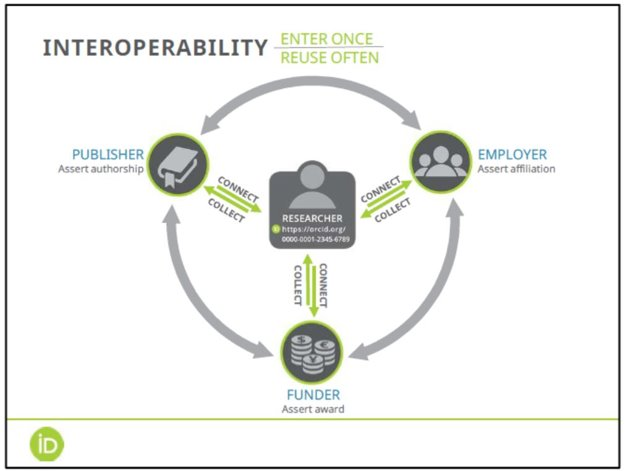 INTEROPERABILITY
ENTER ONCE
REUSE OFTEN
PUBLISHER
Assert authorship
EMPLOYER
Assert affiliation
CONNECT
COLLECT
CONNECT
COLLECT
RESEARCHER
iD https://orcid.org/
0000-0001-2345-6789
COLLECT
CONNECT
$
€
¥
FUNDER
Assert award
iD